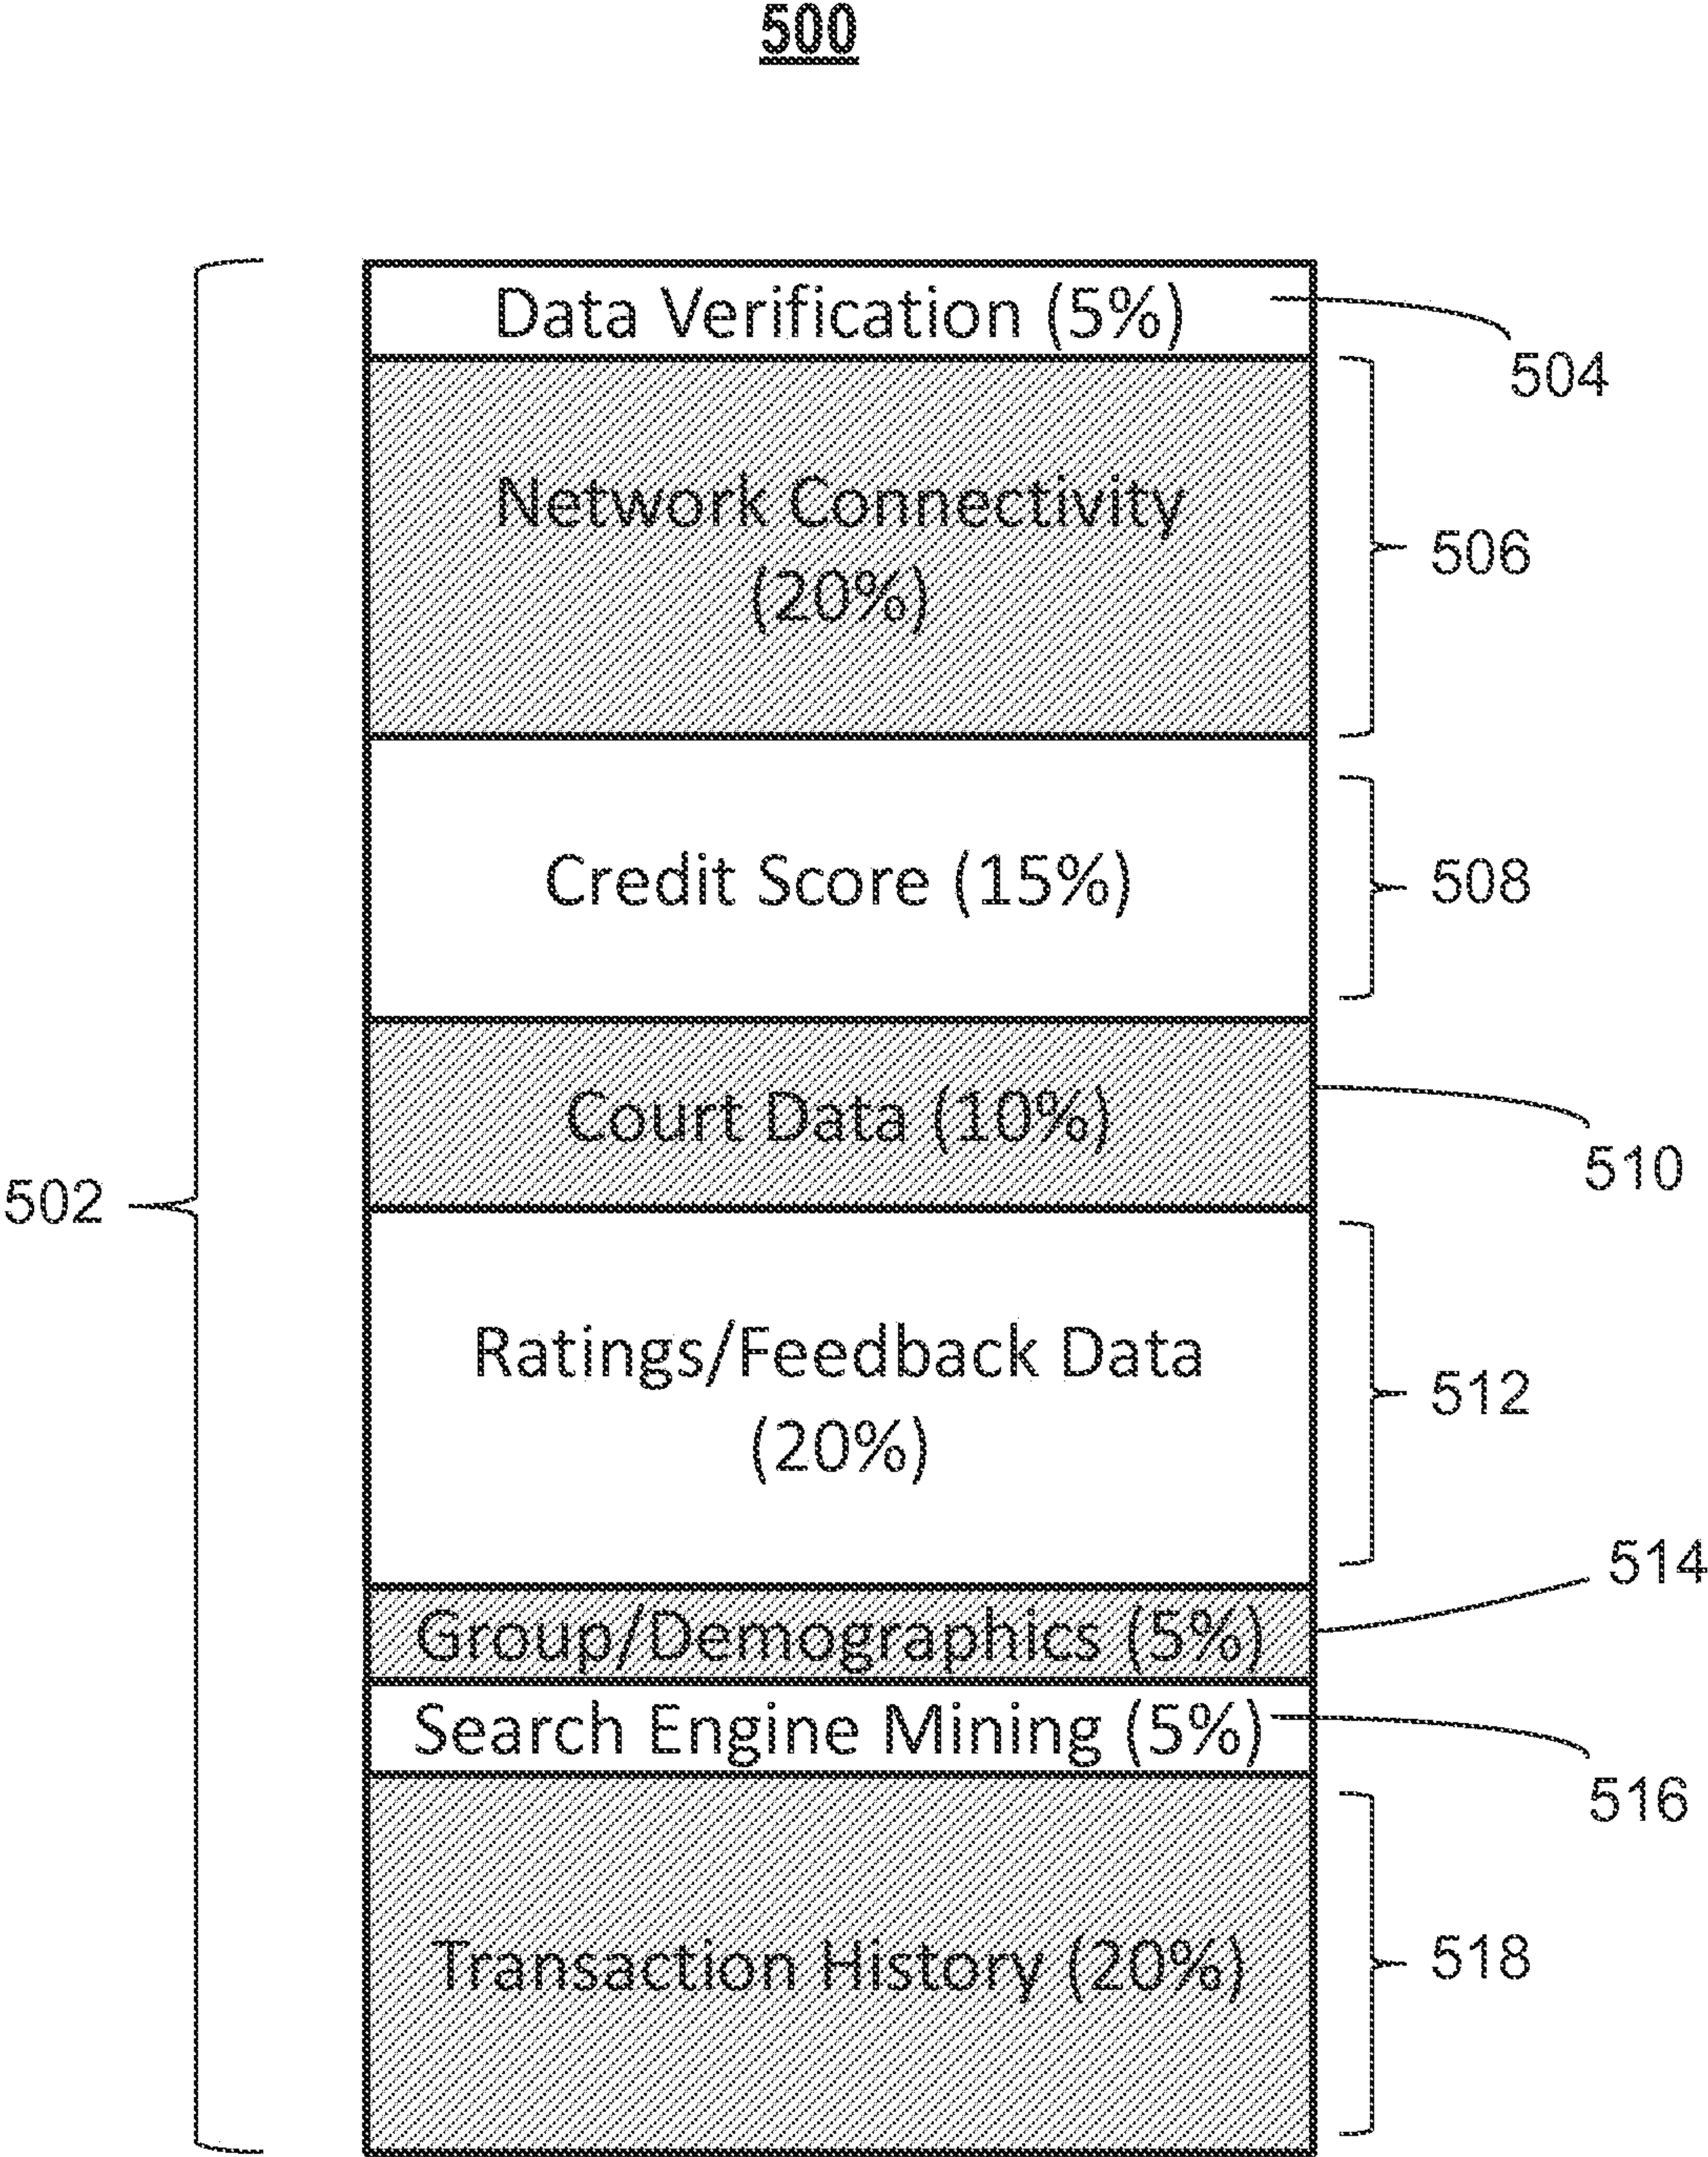 500
Data Verification (5%)
504
Network Connectivity
(20%)
506
Credit Score (15%)
508
Court Data (10%)
510
502
Ratings/Feedback Data
(20%)
512
514
Group/Demographics (5%)
Search Engine Mining (5%)
516
Transaction History (20%)
518